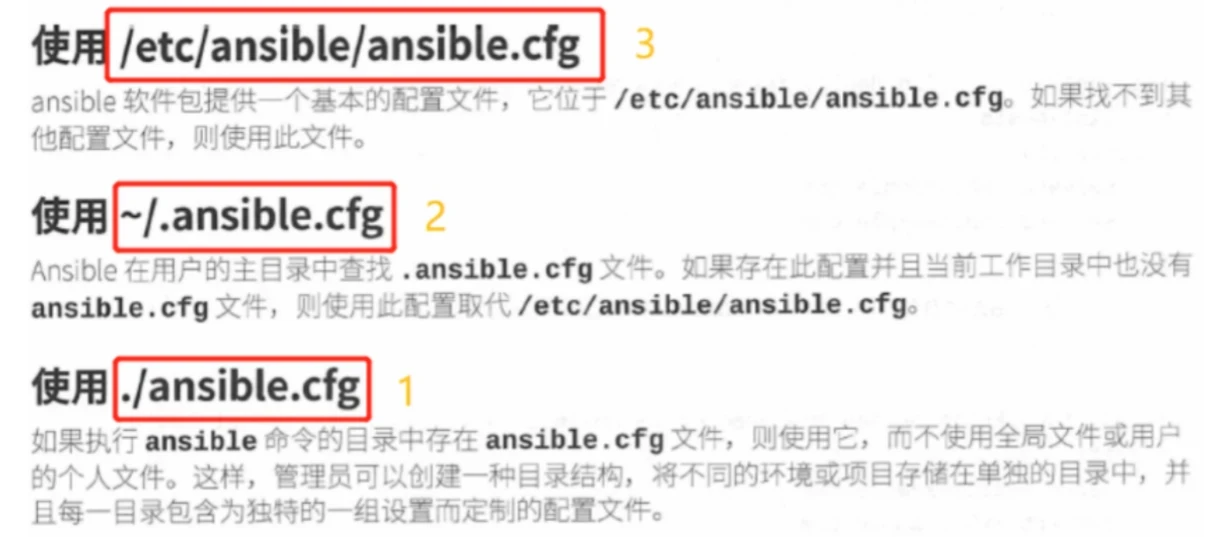 使用 /etc/ansible/ansible.cfg 3
ansible 软件包提供一个基本的配置文件，它位于 /etc/ansible/ansible.cfg。如果找不到其
他配置文件，则使用此文件。
使用 ~/.ansible.cfg 2
Ansible 在用户的主目录中查找 .ansible.cfg 文件。如果存在此配置并且当前工作目录中也没有
ansible.cfg 文件，则使用此配置取代 /etc/ansible/ansible.cfg。
使用 ./ansible.cfg 1
如果执行 ansible 命令的目录中存在 ansible.cfg 文件，则使用它，而不使用全局文件或用户
的个人文件。这样，管理员可以创建一种目录结构，将不同的环境或项目存储在单独的目录中，并
且每一目录包含为独特的一组设置而定制的配置文件。